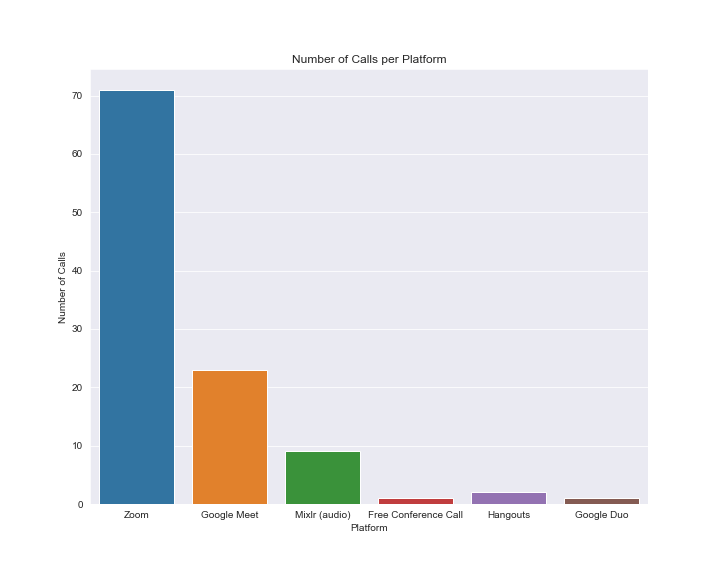 Number of Calls per Platform
70
60
50
40
30
20
10
0
Number of Calls
Zoom Google Meet Mixlr (audio) Free Conference Call Hangouts Google Duo
Platform